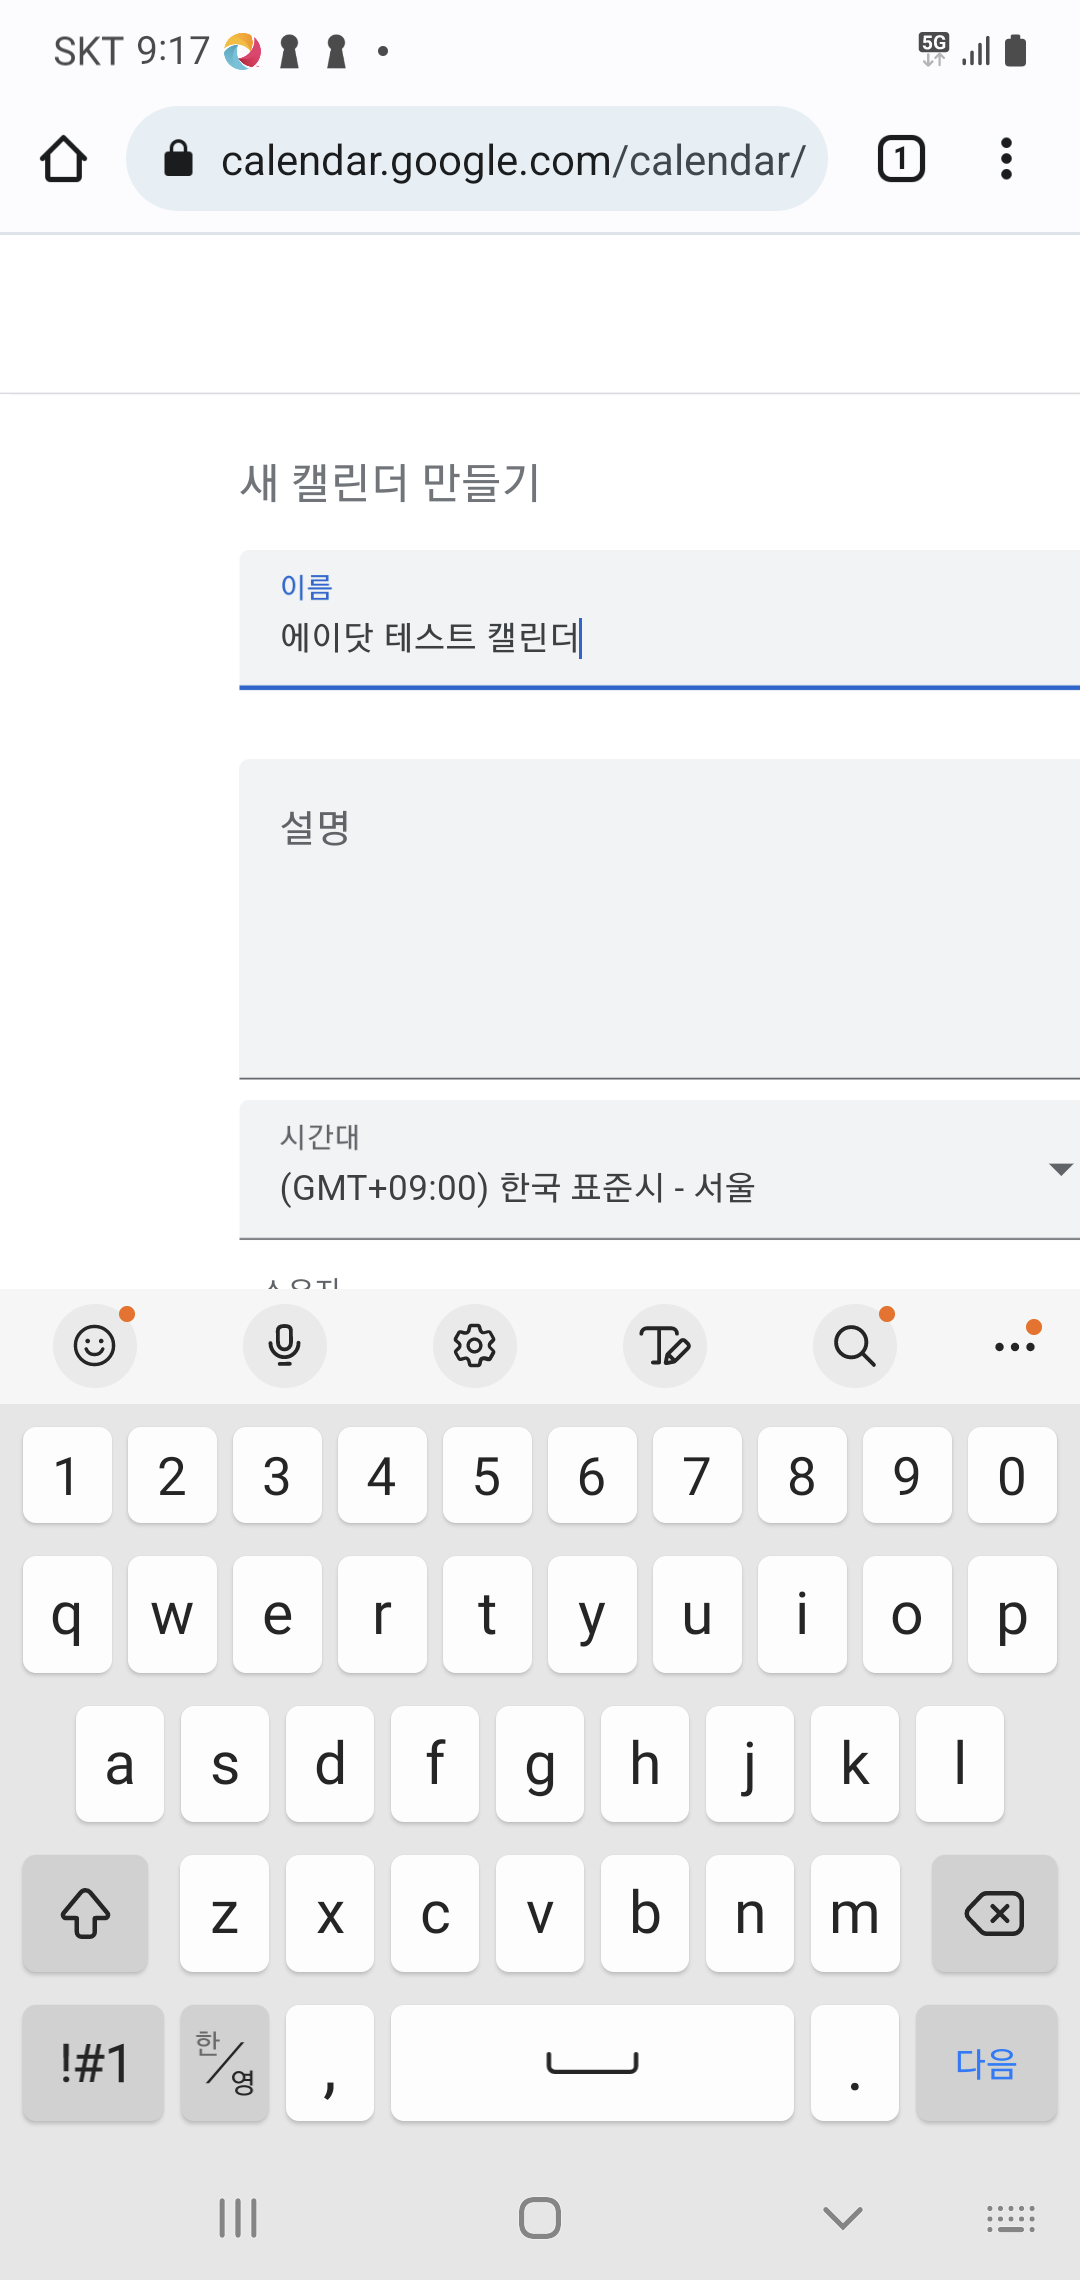 SKT 9:17
5G
calendar.google.com/calendar/
1
새 캘린더 만들기
이름
에이닷 테스트 캘린더
설명
시간대
(GMT+09:00) 한국 표준시 - 서울
소유자
1 2 3 4 5 6 7 8 9 0
q w e r t y u i o p
a s d f g h j k l
z x c v b n m
!#1 한/영 , . 다음